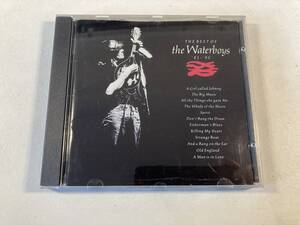 THE BEST OF
the Waterboys
'81-'90
A Girl called Johnny
The Big Music
All the Things she gave Me
The Whole of the Moon
Spirit
Don't Bang the Drum
Fisherman's Blues
Killing My Heart
Strange Boat
And a Bang on the Ear
Old England
A Man is in Love